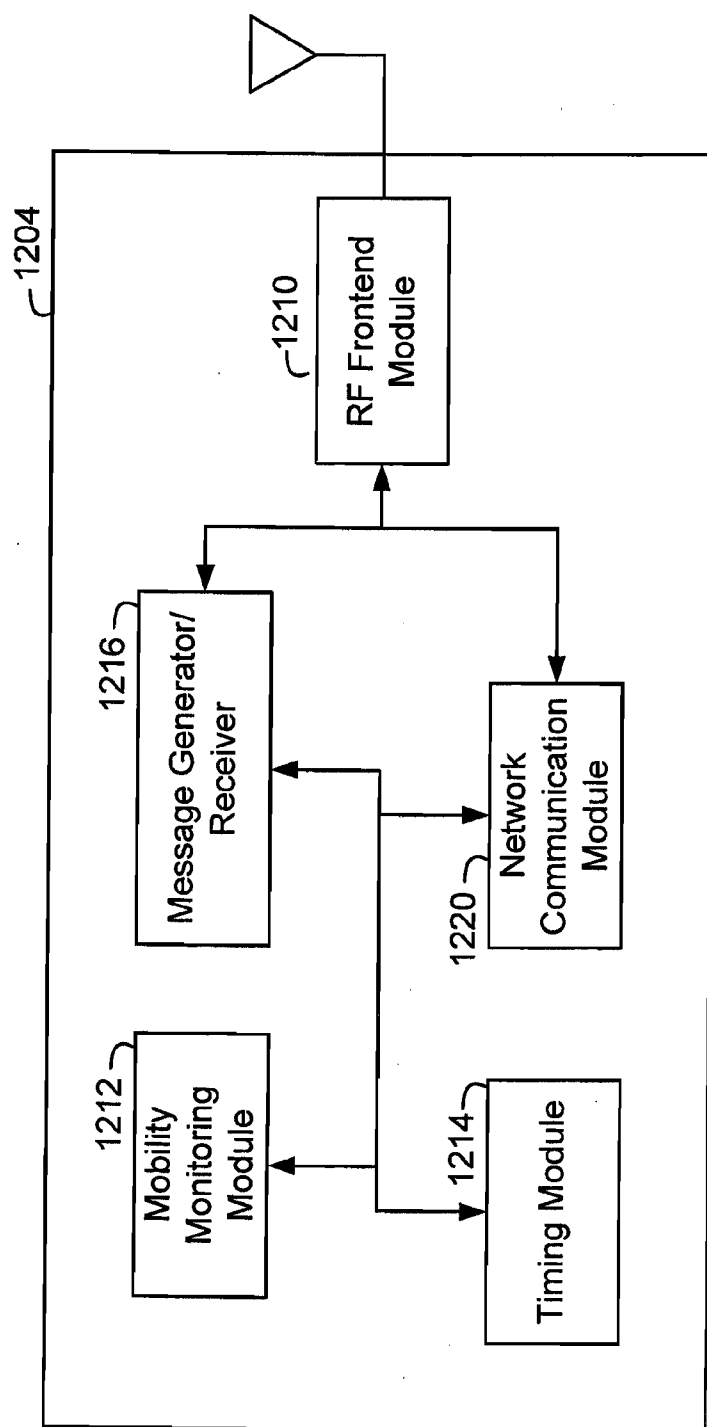 1204
1212
Mobility
Monitoring
Module
1216
Message Generator/
Receiver
1210
RF Frontend
Module
1214
Timing Module
1220
Network
Communication
Module